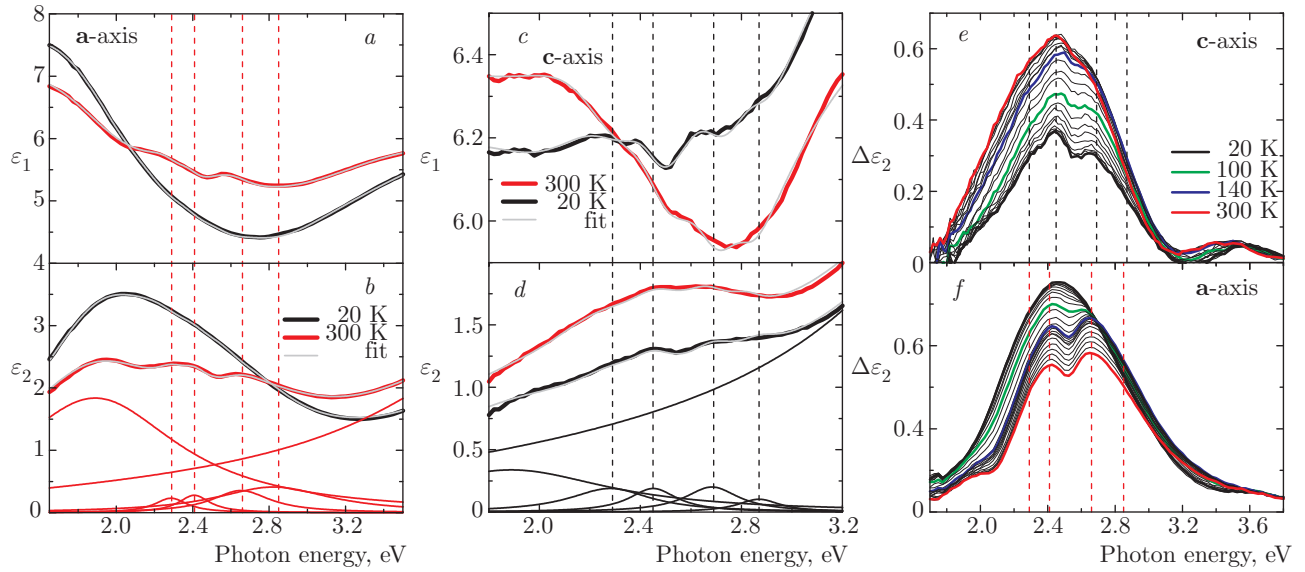 a-axis
a
8
7
6
5
4
ε1
b
20 K
300 K
fit
3
2
1
0
ε2
2.0
2.4
2.8
3.2
Photon energy, eV
c
c-axis
6.4
6.2
6.0
ε1
300 K
20 K
fit
d
1.5
1.0
0.5
0
ε2
2.0
2.4
2.8
3.2
Photon energy, eV
e
c-axis
0.6
0.4
0.2
0
Δε2
20 K
100 K
140 K
300 K
f
a-axis
0.8
0.4
0
Δε2
2.0
2.4
2.8
3.2
3.6
Photon energy, eV